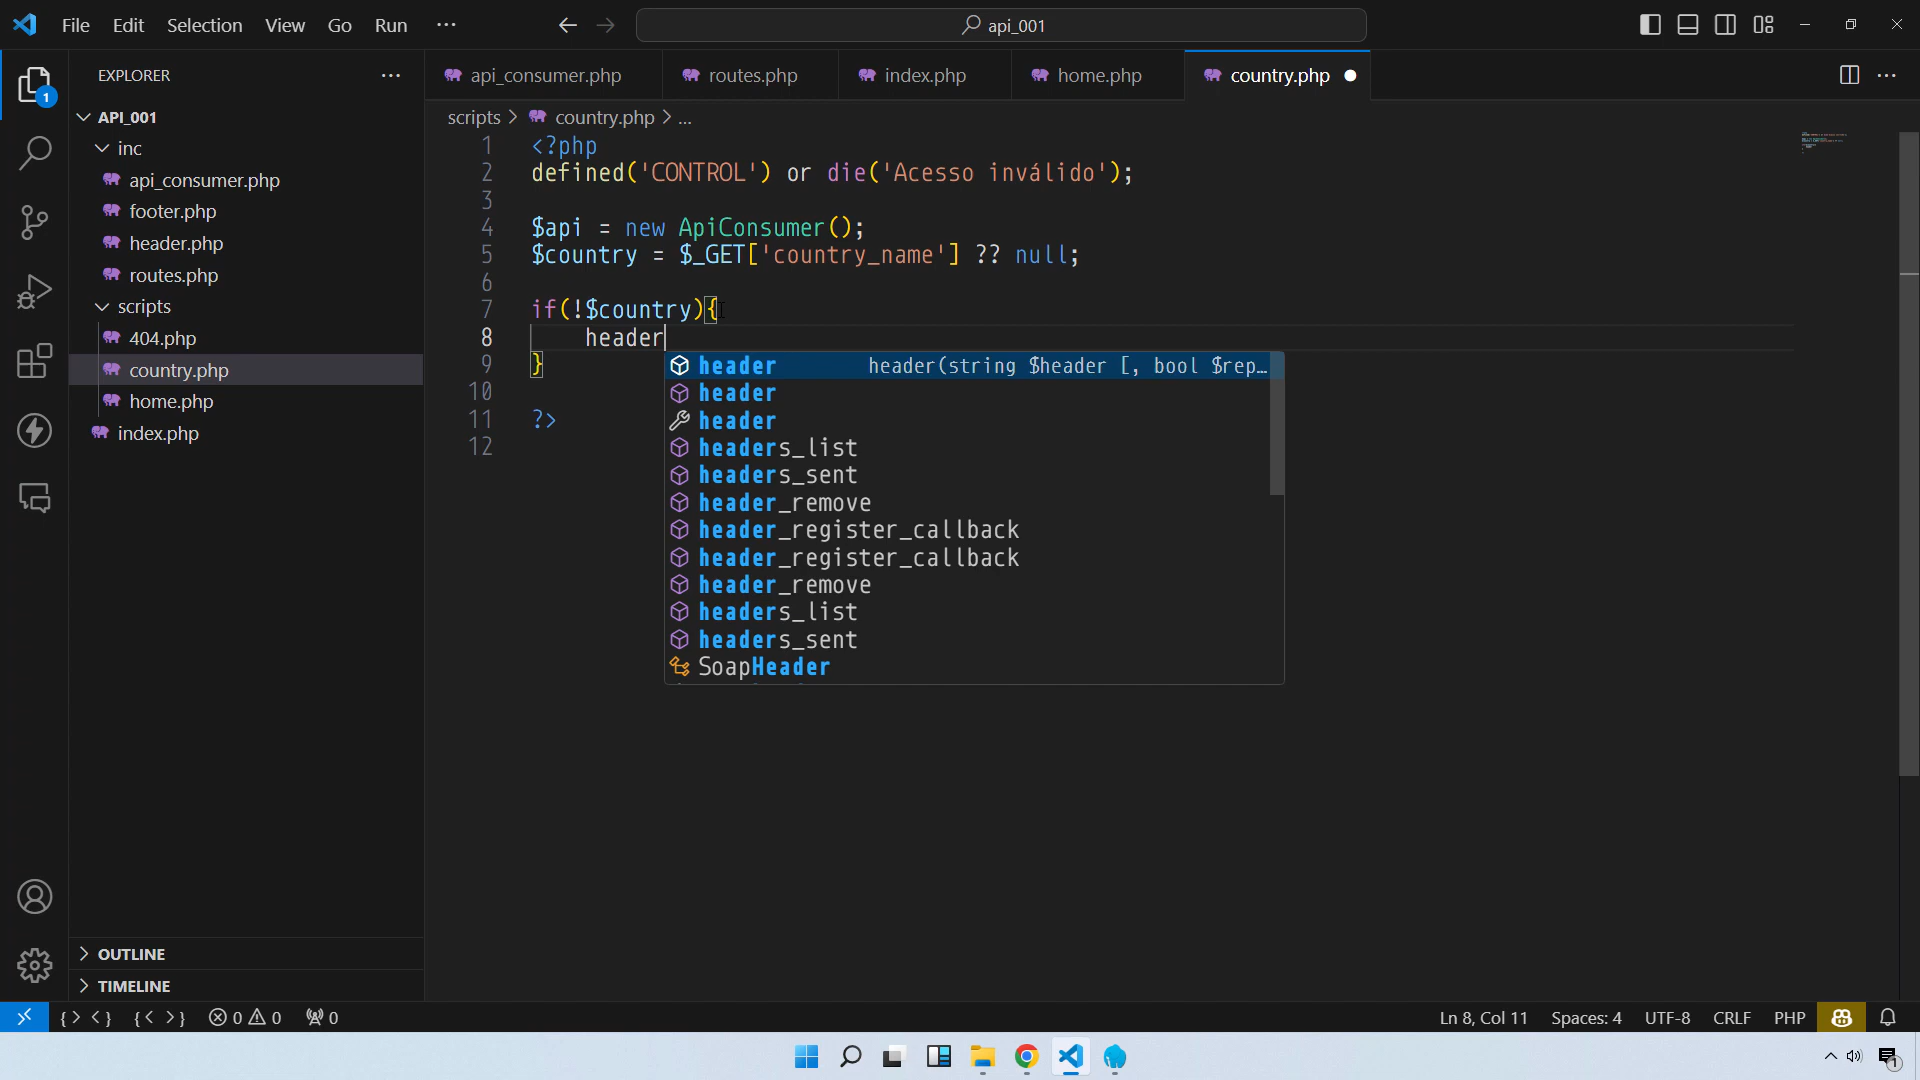 File Edit Selection View Go Run ···
api_001
EXPLORER ···
API_001
inc
api_consumer.php
footer.php
header.php
routes.php
scripts
404.php
country.php
home.php
index.php
OUTLINE
TIMELINE
api_consumer.php routes.php index.php home.php country.php
scripts > country.php > ...
1 <?php
2 defined('CONTROL') or die('Acesso inválido');
3
4 $api = new ApiConsumer();
5 $country = $_GET['country_name'] ?? null;
6
7 if(!$country){
8 header
9 }
10
11 ?>
12
header header(string $header [, bool $rep…
header
header
headers_list
headers_sent
header_remove
header_register_callback
header_register_callback
header_remove
headers_list
headers_sent
SoapHeader
1
{> <} {< >} 0 0 0
Ln 8, Col 11 Spaces: 4 UTF-8 CRLF PHP
1